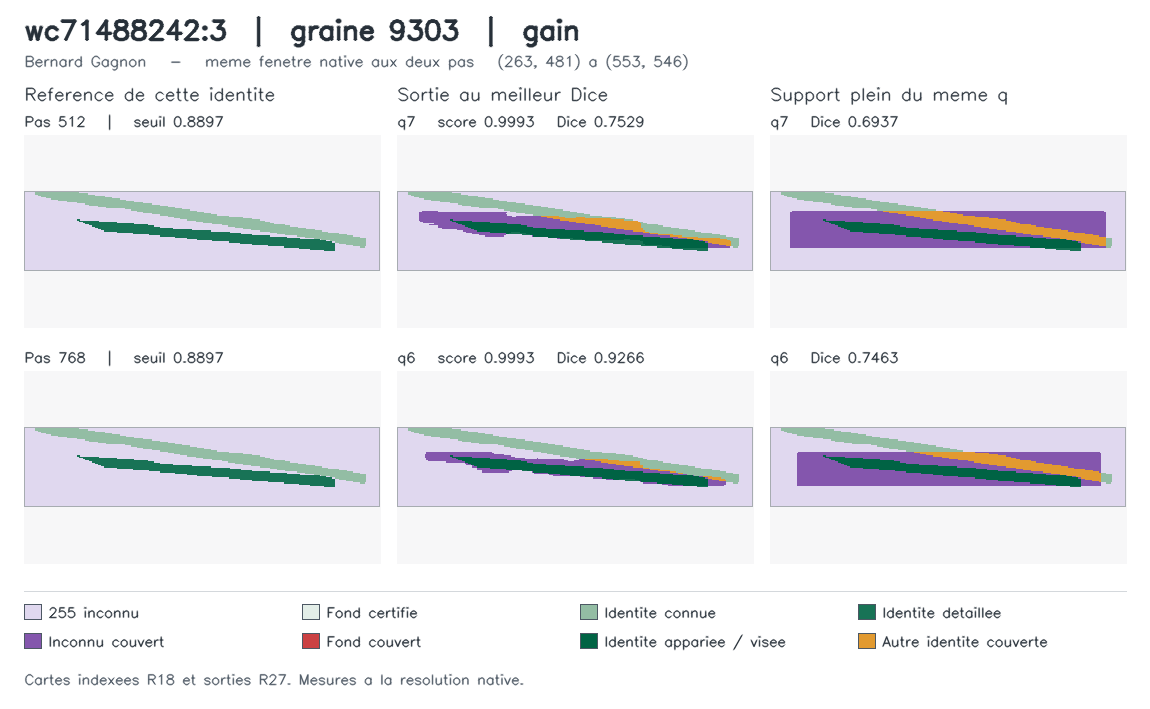 wc71488242:3 | graine 9303 | gain
Bernard Gagnon – meme fenetre native aux deux pas (263, 481) a (553, 546)
Reference de cette identite
Sortie au meilleur Dice
Support plein du meme q
Pas 512 | seuil 0.8897
q7 score 0.9993 Dice 0.7529
q7 Dice 0.6937
Pas 768 | seuil 0.8897
q6 score 0.9993 Dice 0.9266
q6 Dice 0.7463
255 inconnu
Fond certifie
Identite connue
Identite detaillee
Inconnu couvert
Fond couvert
Identite appariee / visee
Autre identite couverte
Cartes indexees R18 et sorties R27. Mesures a la resolution native.